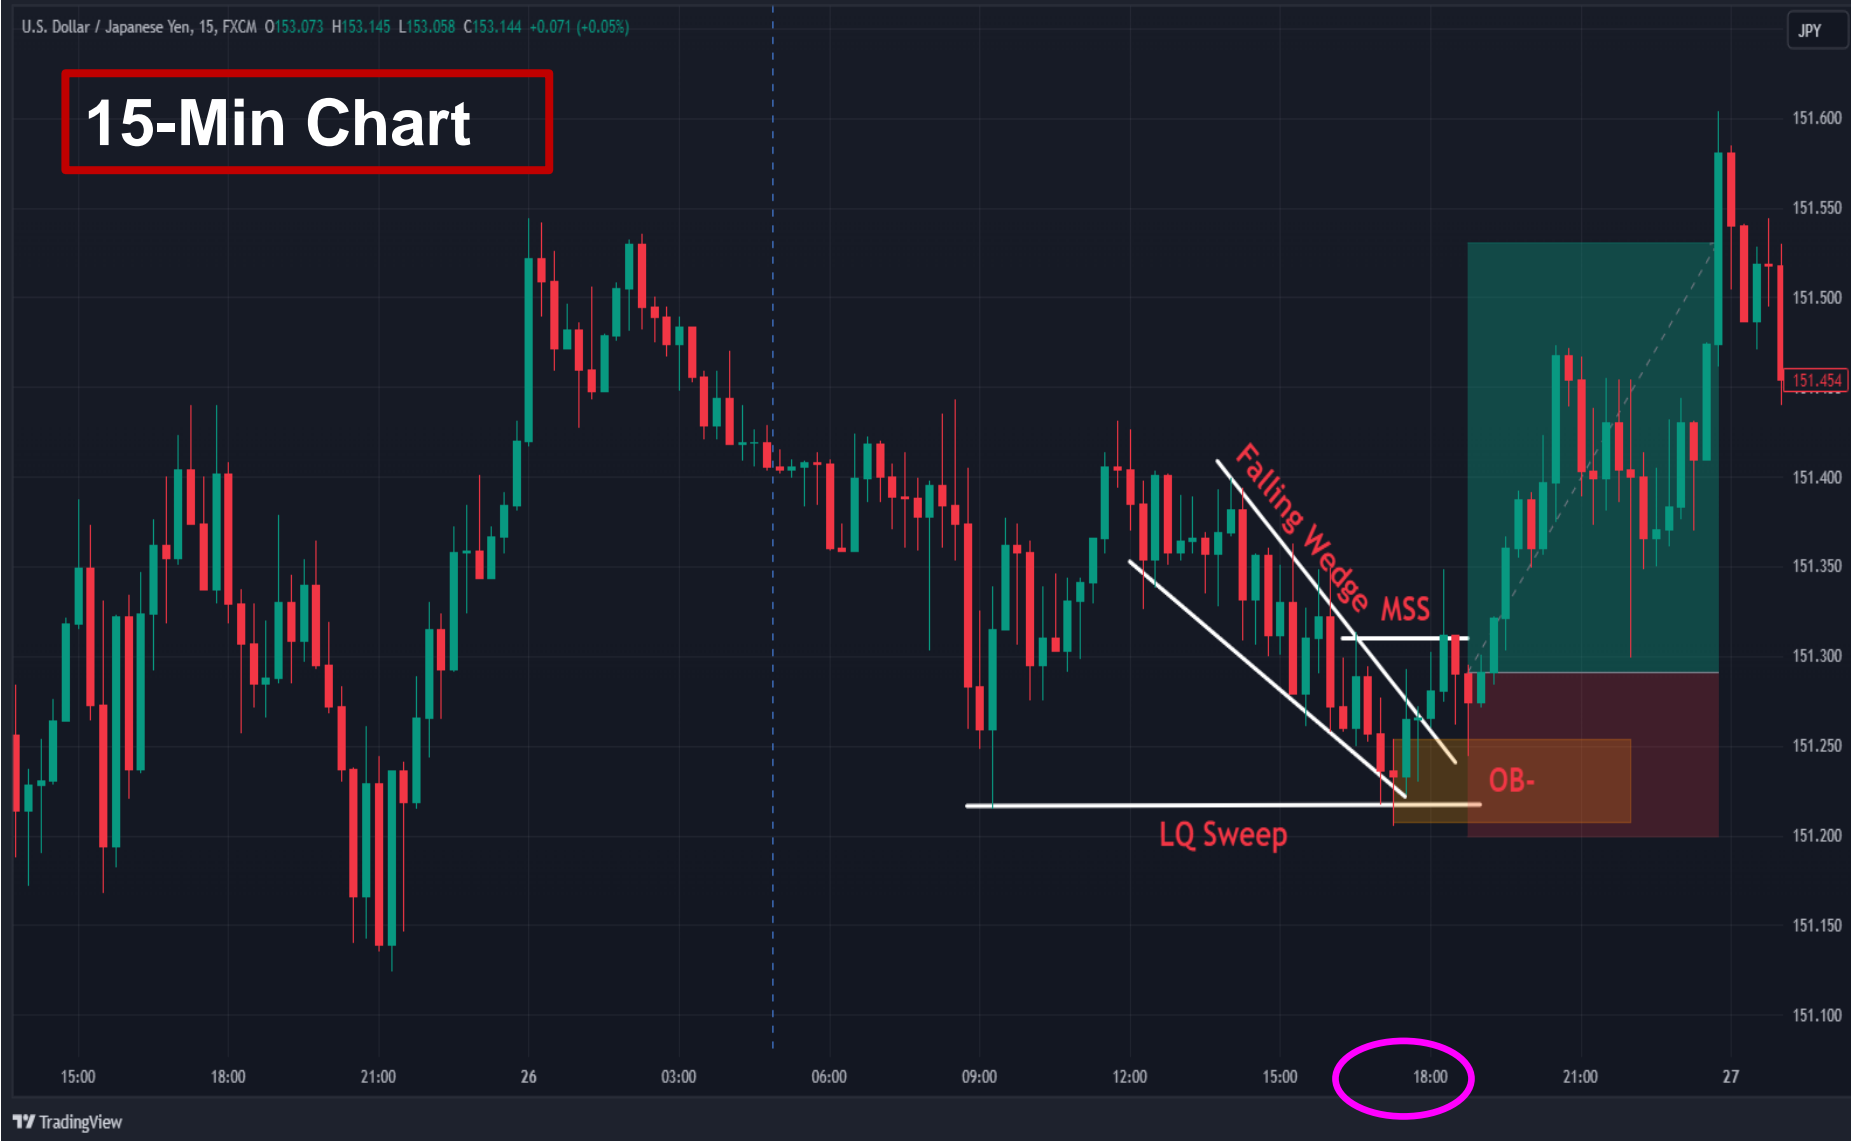 U.S. Dollar / Japanese Yen, 15, FXCM O153.073 H153.145 L153.058 C153.144 +0.071 (+0.05%)
JPY
15-Min Chart
151.600
151.550
151.500
151.454
151.400
151.350
151.300
151.250
151.200
151.150
151.100
Falling Wedge
MSS
OB-
LQ Sweep
15:00 18:00 21:00 26 03:00 06:00 09:00 12:00 15:00 18:00 21:00 27
TradingView